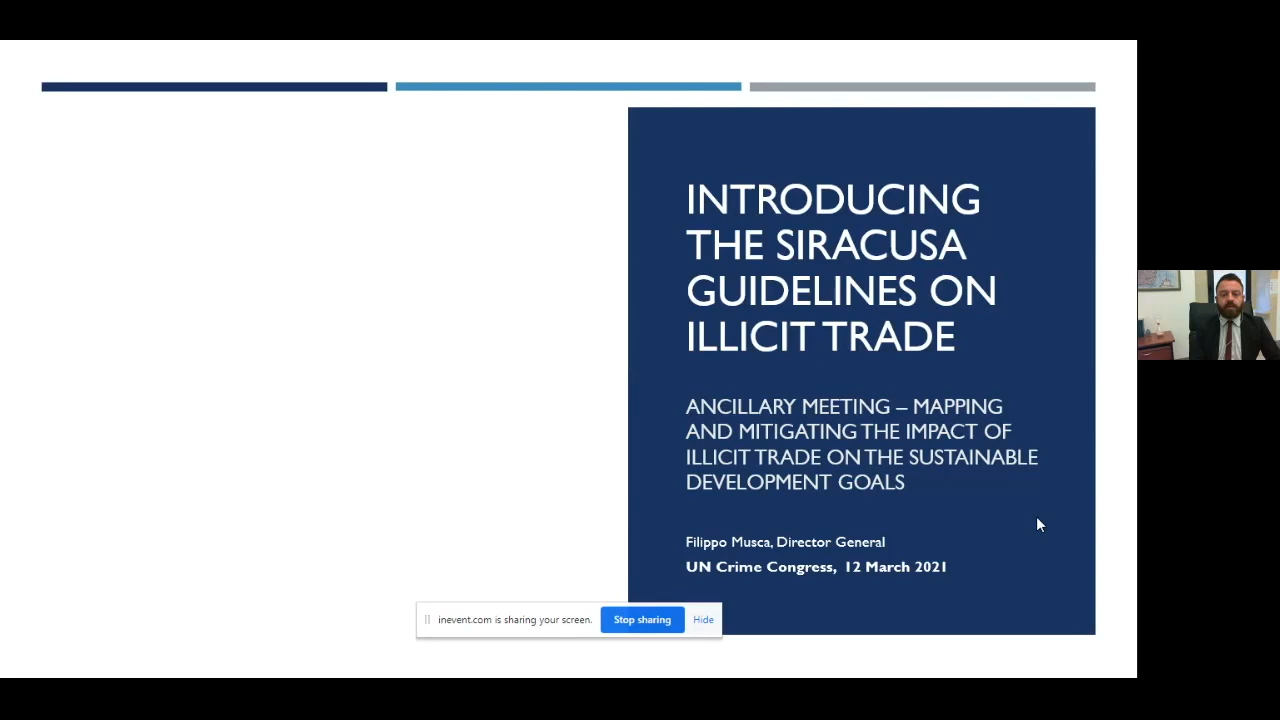 INTRODUCING
THE SIRACUSA
GUIDELINES ON
ILLICIT TRADE
ANCILLARY MEETING – MAPPING
AND MITIGATING THE IMPACT OF
ILLICIT TRADE ON THE SUSTAINABLE
DEVELOPMENT GOALS
Filippo Musca, Director General
UN Crime Congress, 12 March 2021
inevent.com is sharing your screen. Stop sharing Hide